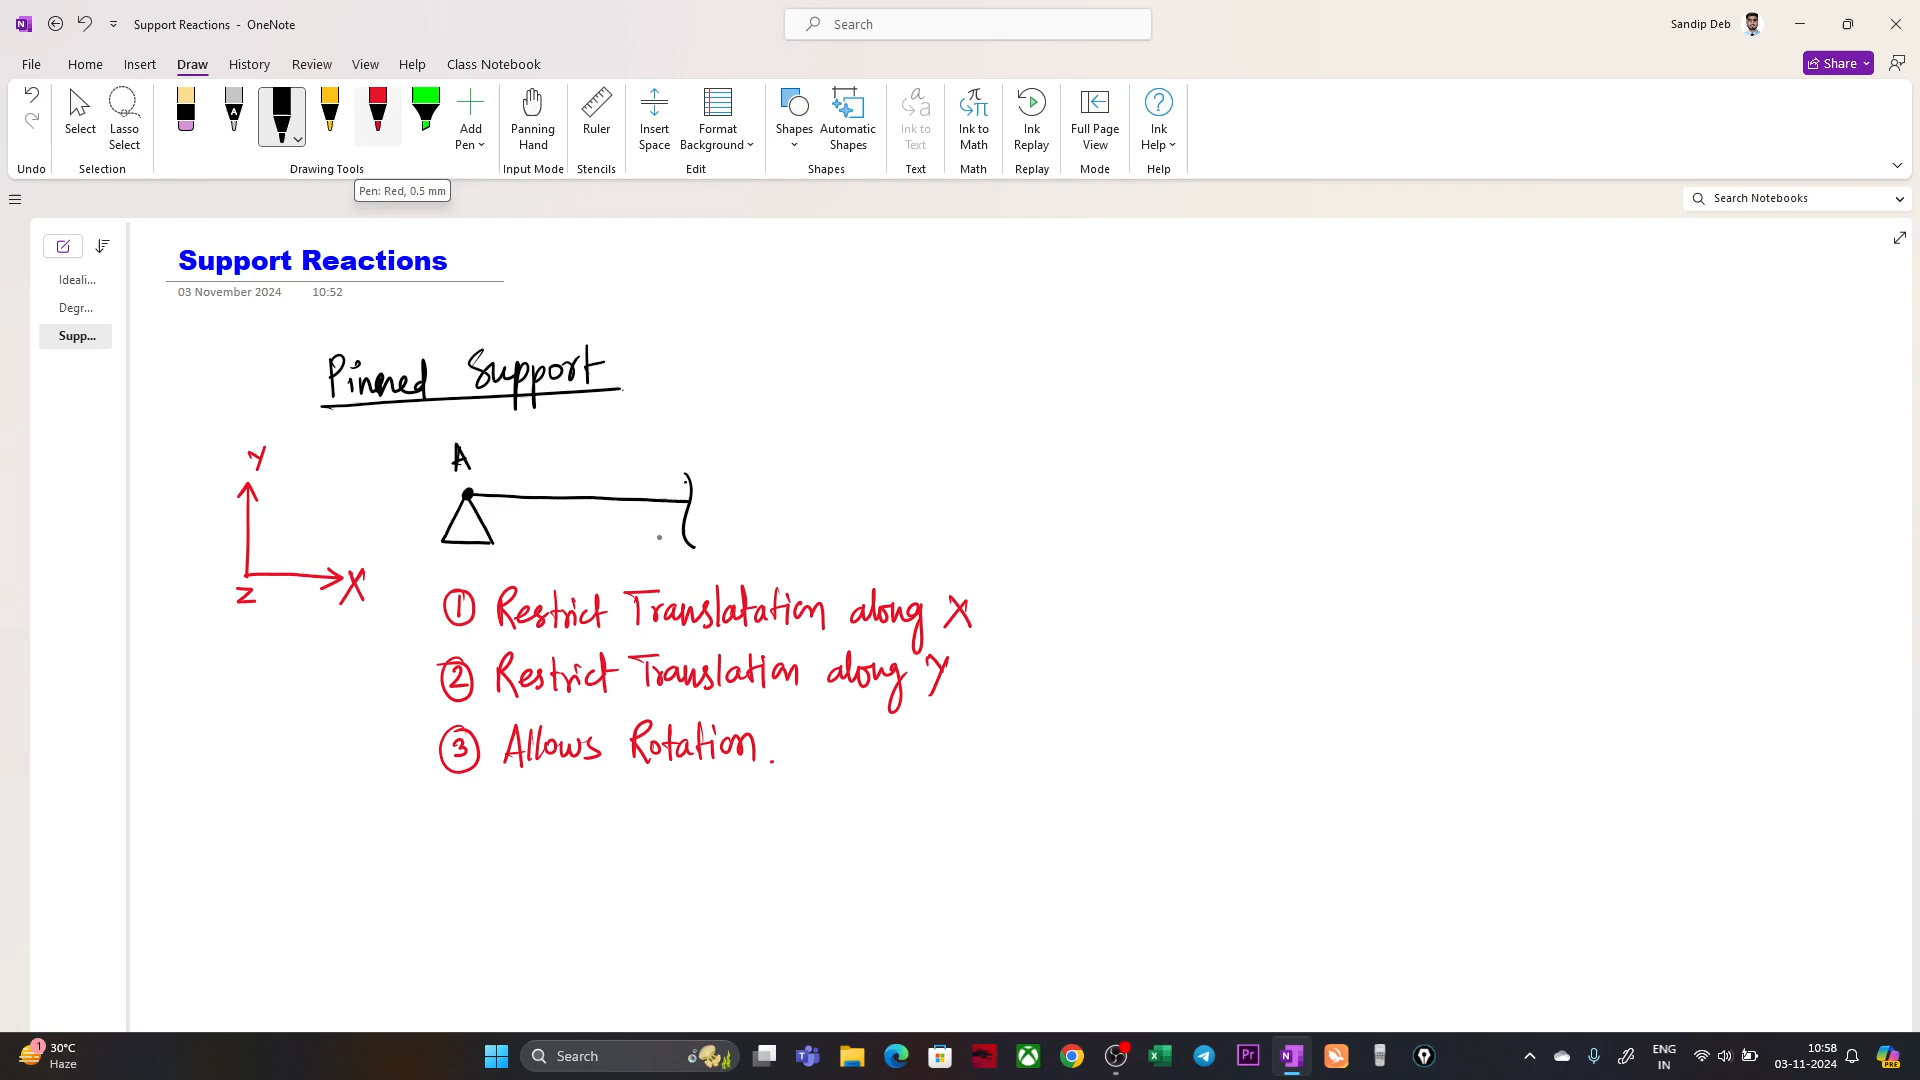 Support Reactions - OneNote
Search
Sandip Deb
File Home Insert Draw History Review View Help Class Notebook
Share
Select
Lasso Select
A
Add Pen
Panning Hand
Ruler
Insert Space
Format Background
Shapes
Automatic Shapes
Ink to Text
Ink to Math
Ink Replay
Full Page View
Ink Help
Undo Selection Drawing Tools Input Mode Stencils Edit Shapes Text Math Replay Mode Help
Pen: Red, 0.5 mm
Search Notebooks
Ideali...
Degr...
Supp...
Support Reactions
03 November 2024 10:52
Pinned Support
Y
A
Z X
① Restrict Translatation along X
② Restrict Translation along Y
③ Allows Rotation.
1
30°C
Haze
Search
Pr
ENG
IN
10:58
03-11-2024
PRE